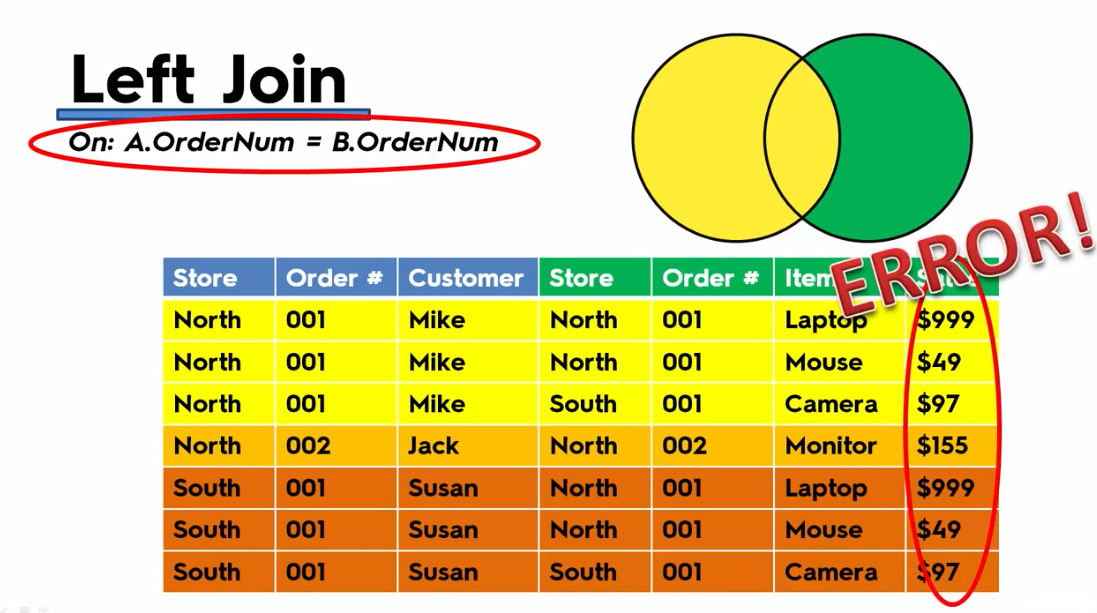 Left Join
On: A.OrderNum = B.OrderNum
ERROR!
Store Order # Customer Store Order # Item
North 001 Mike North 001 Laptop $999
North 001 Mike North 001 Mouse $49
North 001 Mike South 001 Camera $97
North 002 Jack North 002 Monitor $155
South 001 Susan North 001 Laptop $999
South 001 Susan North 001 Mouse $49
South 001 Susan South 001 Camera $97